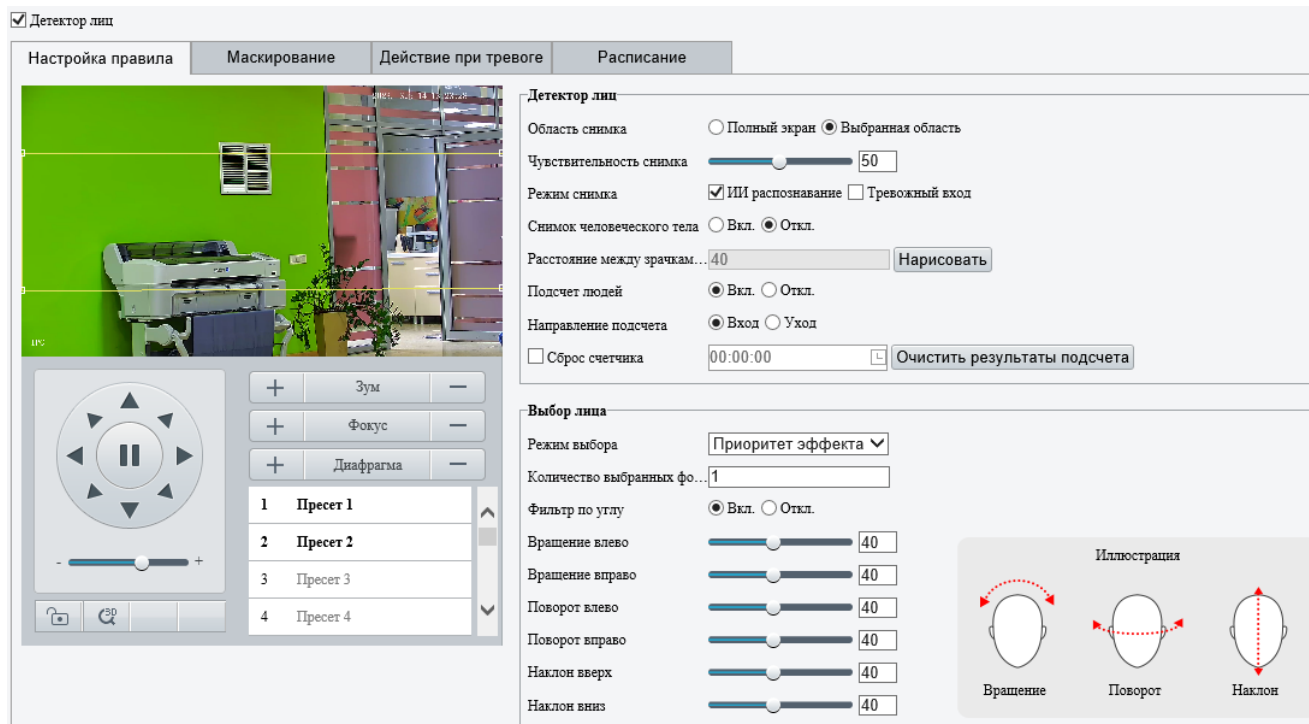 Детектор лиц
Настройка правила Маскирование Действие при тревоге Расписание
IPC
Зум
Фокус
Диафрагма
1 Пресет 1
2 Пресет 2
3 Пресет 3
4 Пресет 4
- +
3D
Детектор лиц
Область снимка Полный экран Выбранная область
Чувствительность снимка 50
Режим снимка ИИ распознавание Тревожный вход
Снимок человеческого тела Вкл. Откл.
Расстояние между зрачкам... 40 Нарисовать
Подсчет людей Вкл. Откл.
Направление подсчета Вход Уход
Сброс счетчика 00:00:00 Очистить результаты подсчета
Выбор лица
Режим выбора Приоритет эффекта
Количество выбранных фо... 1
Фильтр по углу Вкл. Откл.
Вращение влево 40
Вращение вправо 40
Поворот влево 40
Поворот вправо 40
Наклон вверх 40
Наклон вниз 40
Иллюстрация
Вращение Поворот Наклон